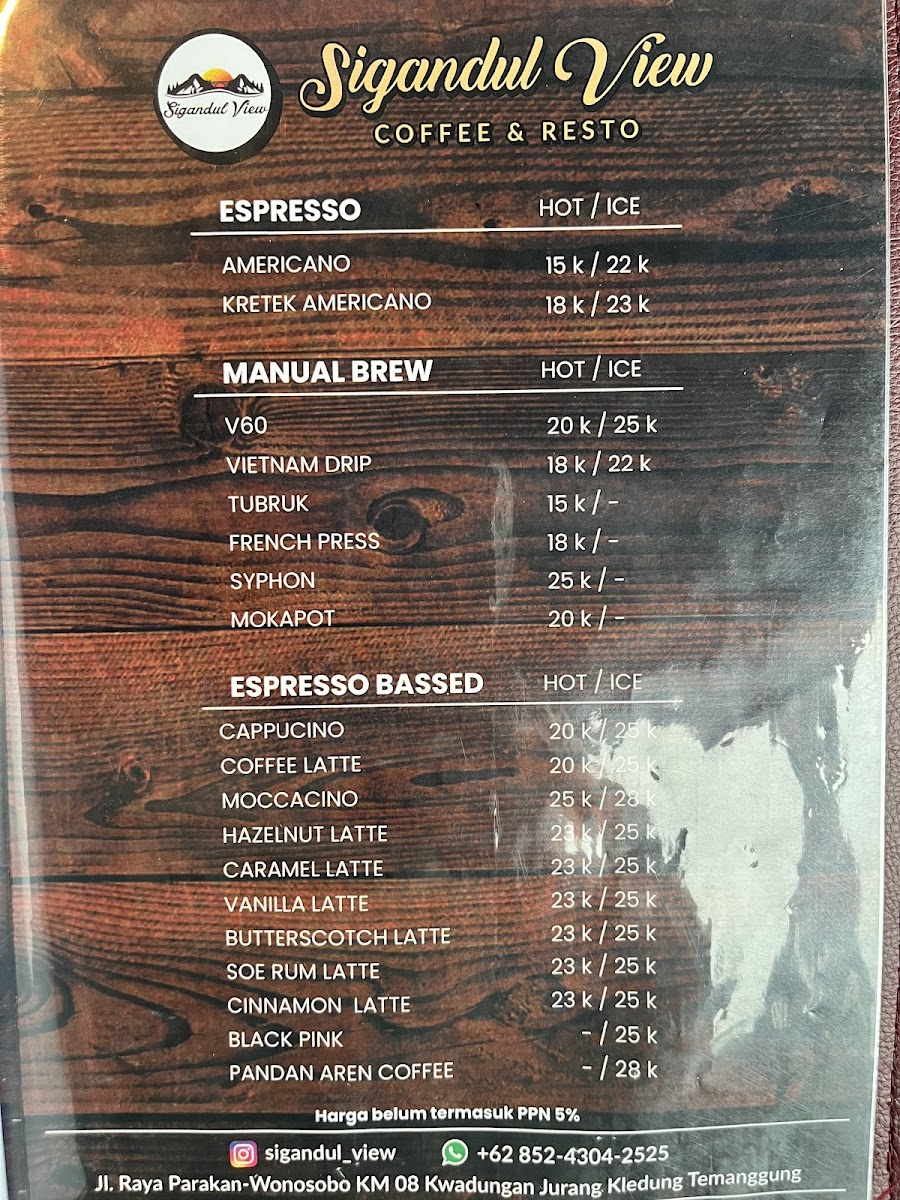 Sigandul View
Sigandul View
COFFEE & RESTO
ESPRESSO HOT / ICE
AMERICANO 15 k / 22 k
KRETEK AMERICANO 18 k / 23 k
MANUAL BREW HOT / ICE
V60 20 k / 25 k
VIETNAM DRIP 18 k / 22 k
TUBRUK 15 k / -
FRENCH PRESS 18 k / -
SYPHON 25 k / -
MOKAPOT 20 k / -
ESPRESSO BASSED HOT / ICE
CAPPUCINO 20 k / 25 k
COFFEE LATTE 20 k / 25 k
MOCCACINO 25 k / 28 k
HAZELNUT LATTE 23 k / 25 k
CARAMEL LATTE 23 k / 25 k
VANILLA LATTE 23 k / 25 k
BUTTERSCOTCH LATTE 23 k / 25 k
SOE RUM LATTE 23 k / 25 k
CINNAMON LATTE 23 k / 25 k
BLACK PINK - / 25 k
PANDAN AREN COFFEE - / 28 k
Harga belum termasuk PPN 5%
sigandul_view +62 852-4304-2525
Jl. Raya Parakan-Wonosobo KM 08 Kwadungan Jurang Kledung Temanggung